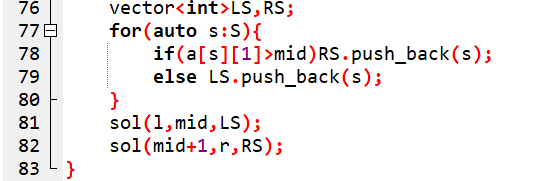 76 vector<int>LS,RS;
77 for(auto s:S){
78 if(a[s][1]>mid)RS.push_back(s);
79 else LS.push_back(s);
80 }
81 sol(l,mid,LS);
82 sol(mid+1,r,RS);
83 }